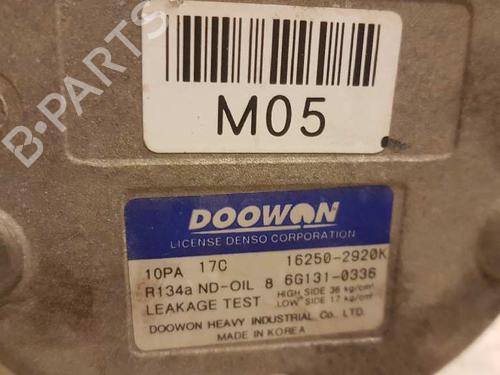 B-PARTS
M05
DOOWON
LICENSE DENSO CORPORATION
10PA 17C 16250-2920K
R134a ND-OIL 8 6G131-0336
LEAKAGE TEST HIGH SIDE 36 kg/cm²
LOW SIDE 17 kg/cm²
DOOWON HEAVY INDUSTRIAL CO., LTD.
MADE IN KOREA